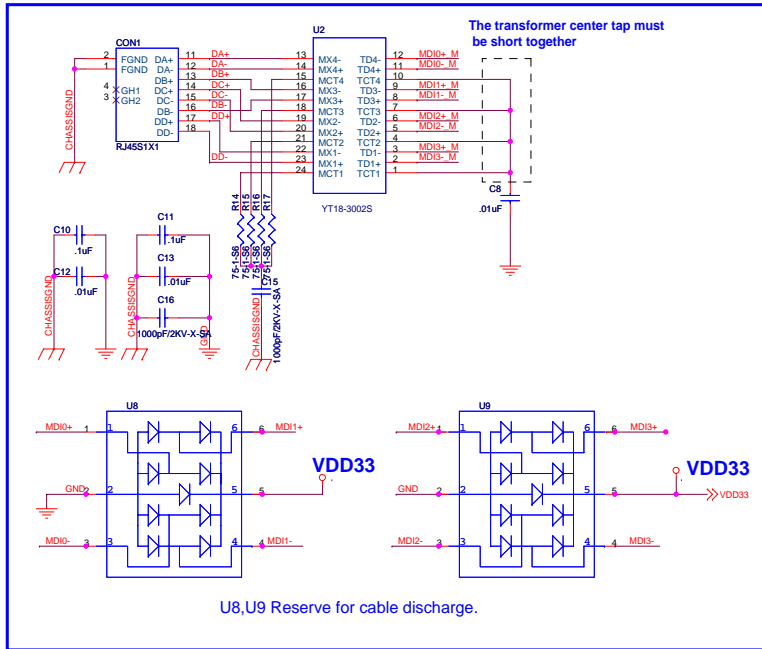 The transformer center tap must
be short together
CON1
U2
2 FGND DA+ 11 DA+ 13 MX4- TD4- 12 MDI0+_M
1 FGND DA- 12 DA- 14 MX4+ TD4+ 11 MDI0-_M
DB+ 13 DB+ 15 MCT4 TCT4 10
4 GH1 DC+ 14 DC+ 16 MX3- TD3- 9 MDI1+_M
3 GH2 DC- 15 DC- 17 MX3+ TD3+ 8 MDI1-_M
DB- 16 DB- 18 MCT3 TCT3 7
DD+ 17 DD+ 19 MX2- TD2- 6 MDI2+_M
DD- 18 20 MX2+ TD2+ 5 MDI2-_M
21 MCT2 TCT2 4
22 MX1- TD1- 3 MDI3+_M
DD- 23 MX1+ TD1+ 2 MDI3-_M
24 MCT1 TCT1 1
RJ45S1X1
YT18-3002S
CHASSISGND
C8
.01uF
R14
R15
R16
R17
75-1-S6
75-1-S6
75-1-S6
75-1-S6
C10
.1uF
C12
.01uF
CHASSISGND
C11
.1uF
C13
.01uF
C16
1000pF/2KV-X-SA
CHASSISGND
GND
C15
1000pF/2KV-X-SA
CHASSISGND
U8
MDI0+ 1 1 6 6 MDI1+
VDD33
GND 2 2 5 5
MDI0- 3 3 4 4 MDI1-
U9
MDI2+ 1 1 6 6 MDI3+
VDD33
GND 2 2 5 5 VDD33
MDI2- 3 3 4 4 MDI3-
U8,U9 Reserve for cable discharge.